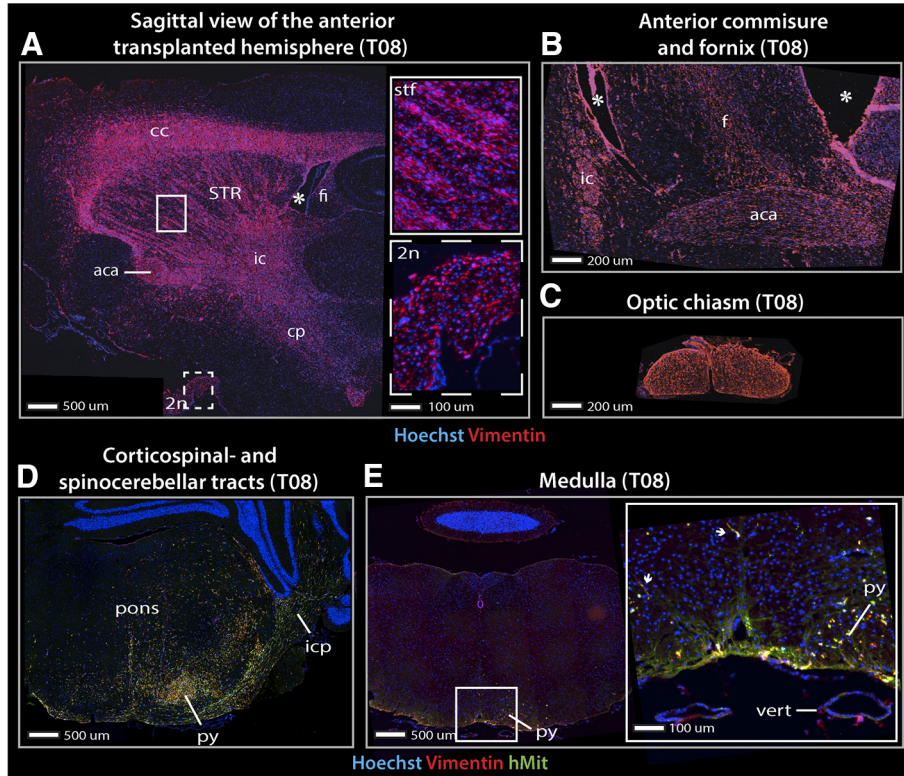 Sagittal view of the anterior
transplanted hemisphere (T08)
A
cc
STR
*
fi
ic
aca
cp
2n
500 um
stf
2n
100 um
Anterior commisure
and fornix (T08)
B
*
*
f
ic
aca
200 um
C
Optic chiasm (T08)
200 um
Hoechst Vimentin
Corticospinal- and
D spinocerebellar tracts (T08)
pons
icp
py
500 um
E
Medulla (T08)
py
500 um
py
vert
100 um
Hoechst Vimentin hMit